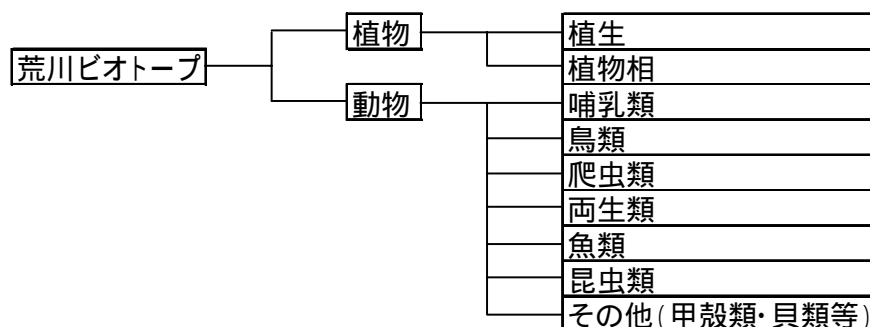 荒川ビオトープ
植物
植生
植物相
動物
哺乳類
鳥類
爬虫類
両生類
魚類
昆虫類
その他(甲殻類・貝類等)